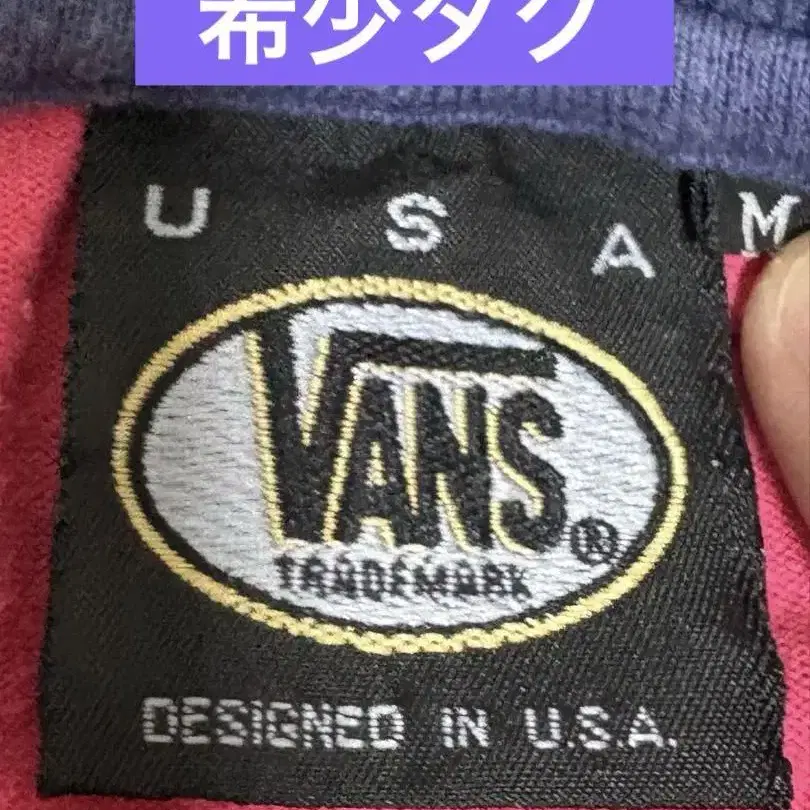 希少タグ
U S A
M
VANS®
TRADEMARK
DESIGNED IN U.S.A.